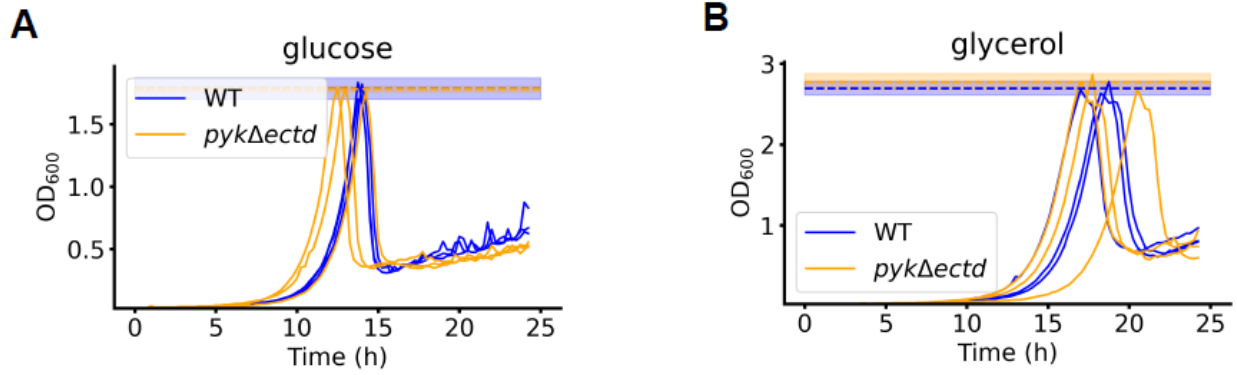 A
glucose
WT
pykΔectd
1.5
1.0
0.5
OD600
0 5 10 15 20 25
Time (h)
B
glycerol
3
2
1
OD600
WT
pykΔectd
0 5 10 15 20 25
Time (h)